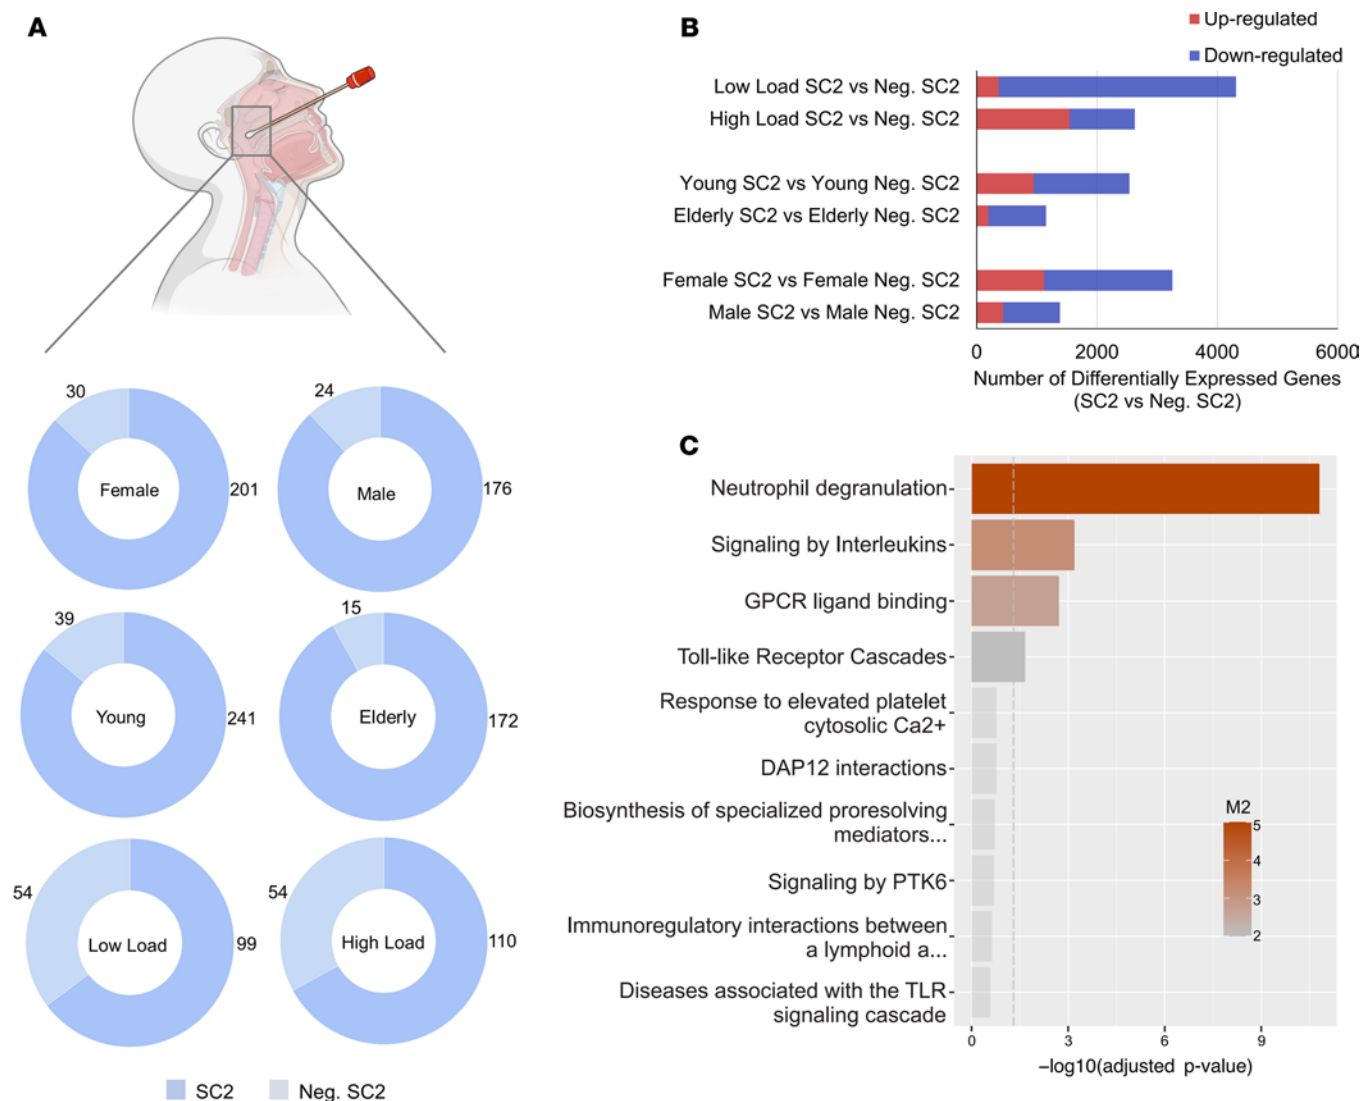 A
30
Female
201
24
Male
176
39
Young
241
15
Elderly
172
54
Low Load
99
54
High Load
110
SC2
Neg. SC2
B
Up-regulated
Down-regulated
Low Load SC2 vs Neg. SC2
High Load SC2 vs Neg. SC2
Young SC2 vs Young Neg. SC2
Elderly SC2 vs Elderly Neg. SC2
Female SC2 vs Female Neg. SC2
Male SC2 vs Male Neg. SC2
0 2000 4000 6000
Number of Differentially Expressed Genes
(SC2 vs Neg. SC2)
C
Neutrophil degranulation
Signaling by Interleukins
GPCR ligand binding
Toll-like Receptor Cascades
Response to elevated platelet
cytosolic Ca2+
DAP12 interactions
Biosynthesis of specialized proresolving
mediators...
Signaling by PTK6
Immunoregulatory interactions between
a lymphoid a...
Diseases associated with the TLR
signaling cascade
M2
5
4
3
2
0 3 6 9
−log10(adjusted p-value)